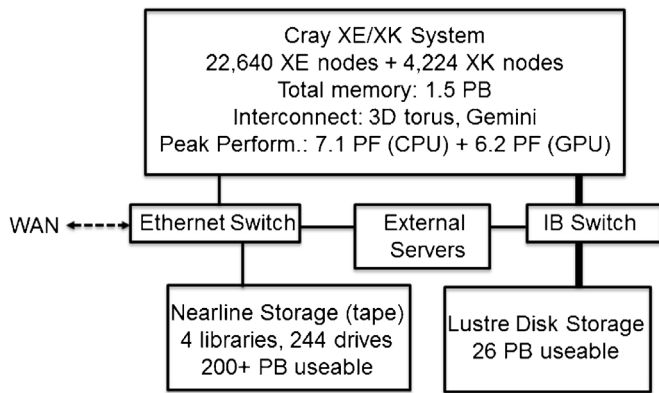 Cray XE/XK System
22,640 XE nodes + 4,224 XK nodes
Total memory: 1.5 PB
Interconnect: 3D torus, Gemini
Peak Perform.: 7.1 PF (CPU) + 6.2 PF (GPU)
WAN
Ethernet Switch
External
Servers
IB Switch
Nearline Storage (tape)
4 libraries, 244 drives
200+ PB useable
Lustre Disk Storage
26 PB useable